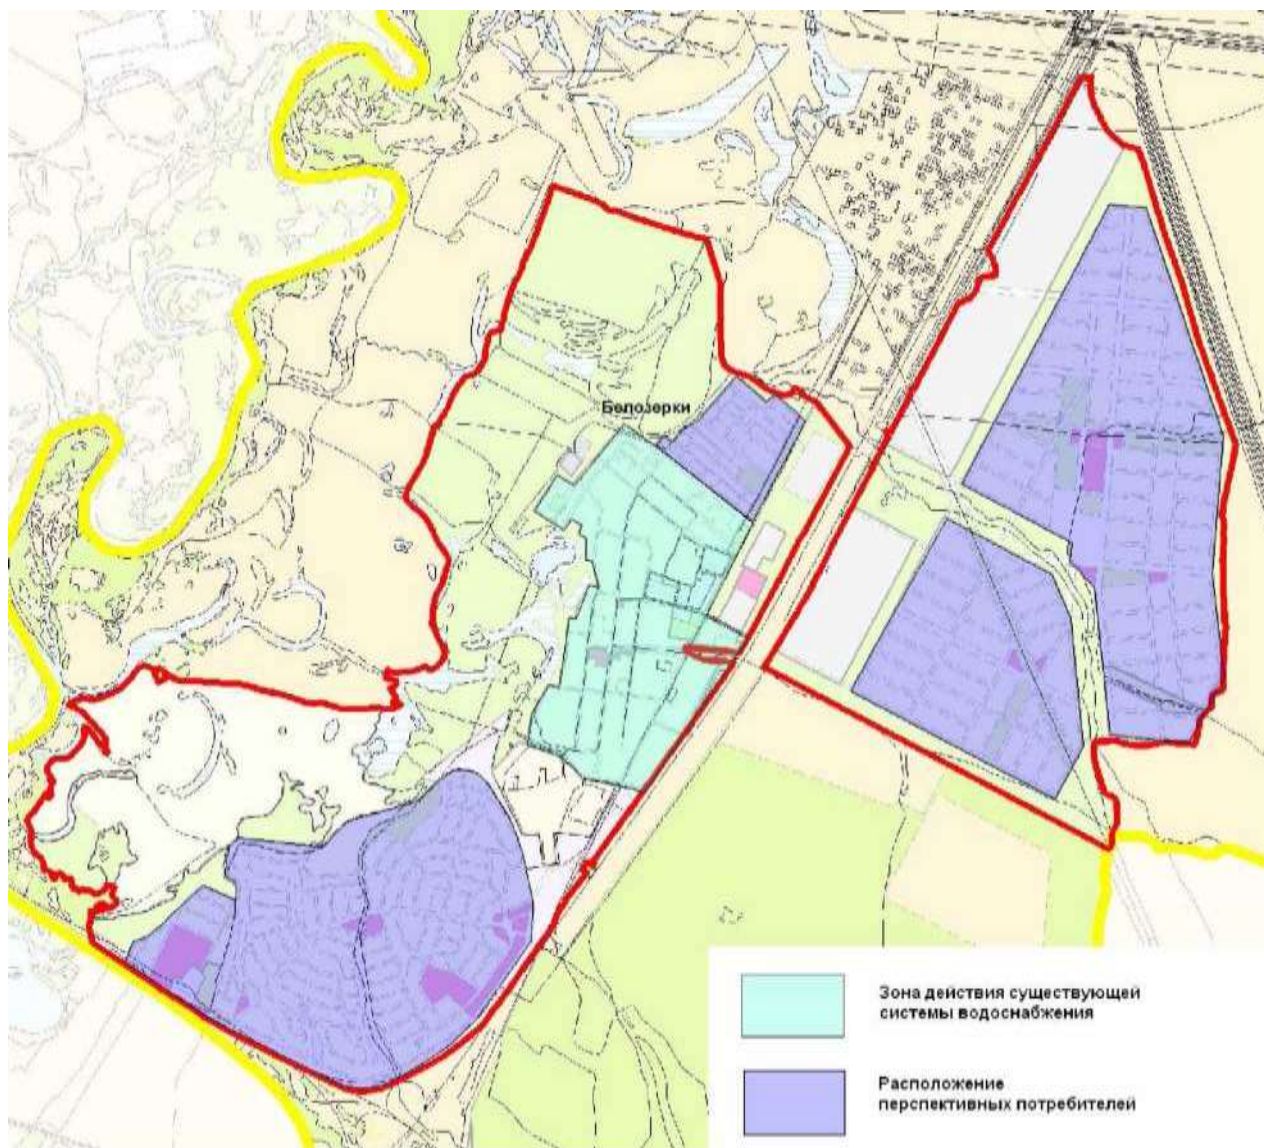 Белозерки
Зона действия существующей
системы водоснабжения
Расположение
перспективных потребителей